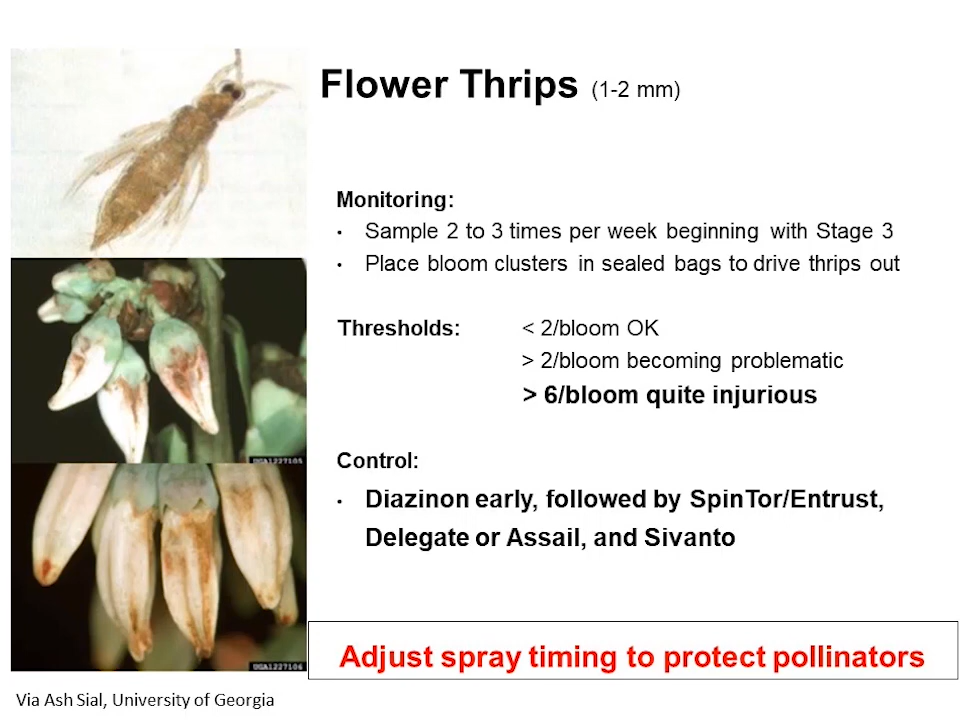 Flower Thrips (1-2 mm)
Monitoring:
• Sample 2 to 3 times per week beginning with Stage 3
• Place bloom clusters in sealed bags to drive thrips out
Thresholds: < 2/bloom OK
> 2/bloom becoming problematic
> 6/bloom quite injurious
Control:
• Diazinon early, followed by SpinTor/Entrust,
Delegate or Assail, and Sivanto
UGA1227105
UGA1227106
Adjust spray timing to protect pollinators
Via Ash Sial, University of Georgia